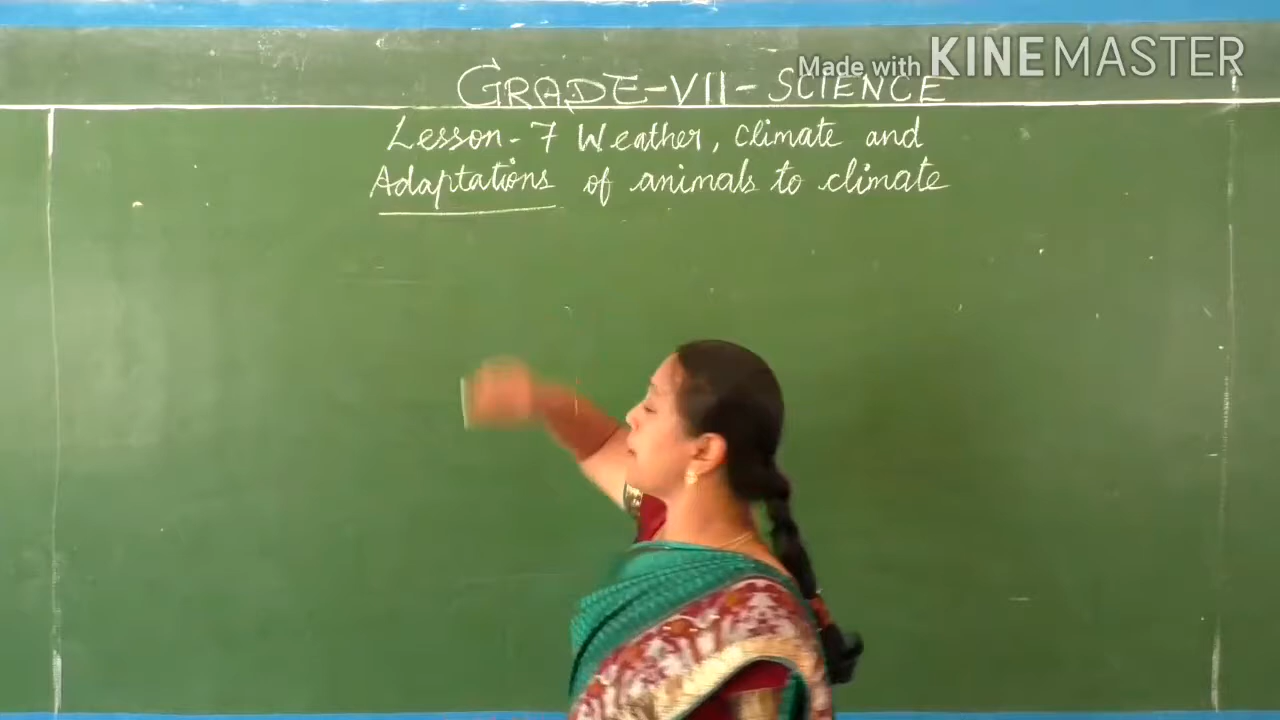 Made with KINEMASTER
GRADE-VII-SCIENCE
Lesson-7 Weather, Climate and
Adaptations of animals to climate